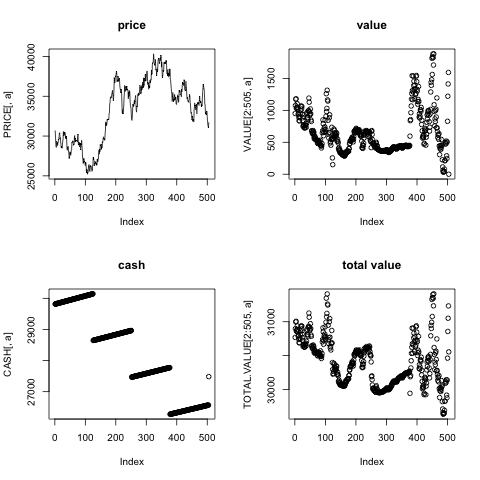 price
PRICE[, a]
25000 30000 35000 40000
0 100 200 300 400 500
Index
value
VALUE[2:505, a]
0 500 1000 1500
0 100 200 300 400 500
Index
cash
CASH[, a]
27000 29000
0 100 200 300 400 500
Index
total value
TOTAL.VALUE[2:505, a]
30000 31000
0 100 200 300 400 500
Index